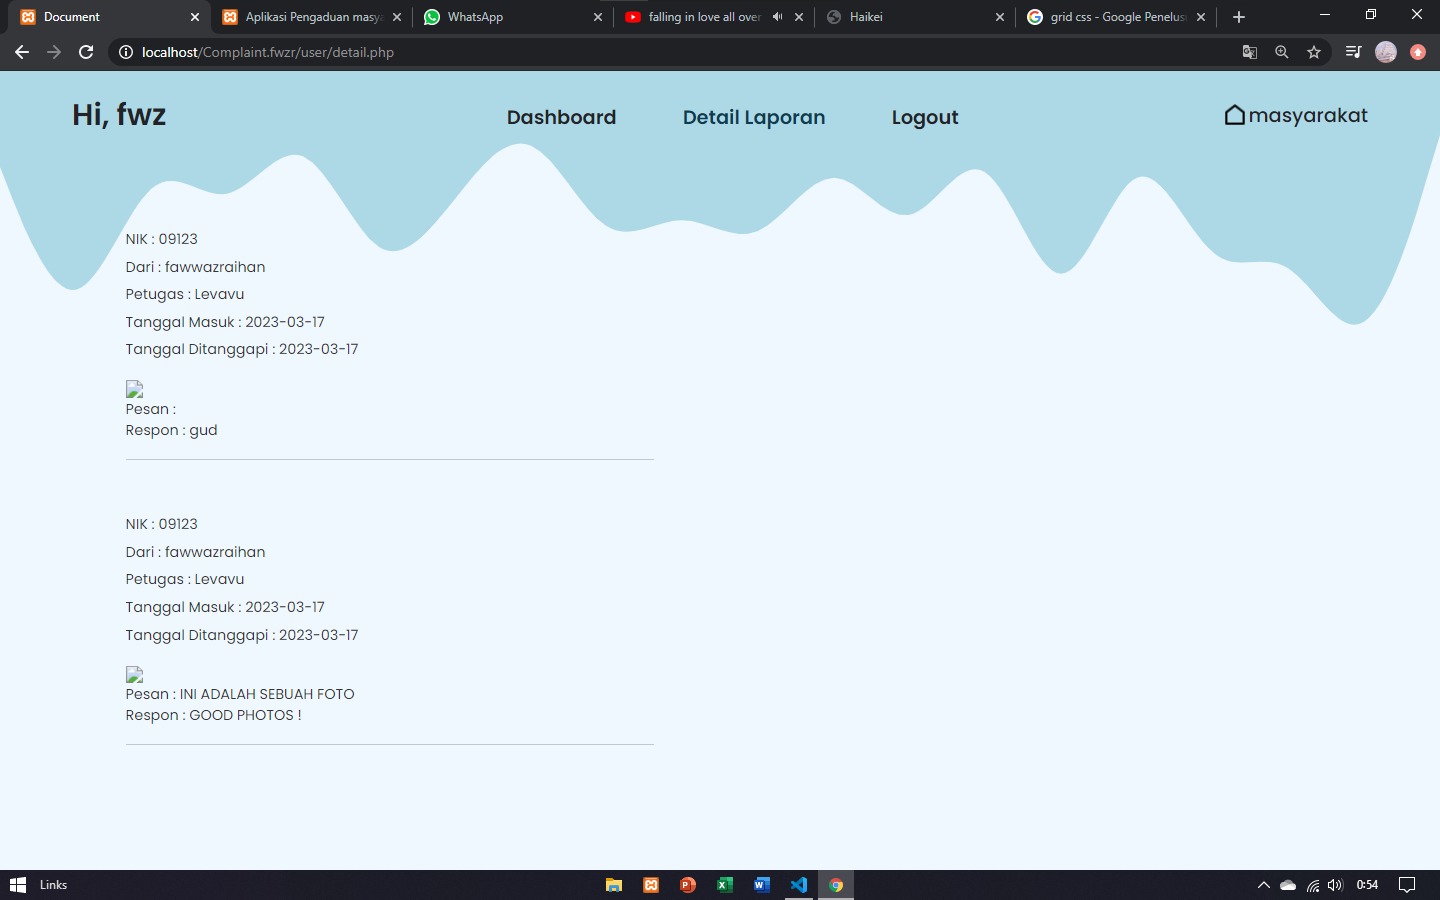 Document
Aplikasi Pengaduan masya
WhatsApp
falling in love all over
Haikei
grid css - Google Penelus
localhost/Complaint.fwzr/user/detail.php
Hi, fwz
Dashboard
Detail Laporan
Logout
masyarakat
NIK : 09123
Dari : fawwazraihan
Petugas : Levavu
Tanggal Masuk : 2023-03-17
Tanggal Ditanggapi : 2023-03-17
Pesan :
Respon : gud
NIK : 09123
Dari : fawwazraihan
Petugas : Levavu
Tanggal Masuk : 2023-03-17
Tanggal Ditanggapi : 2023-03-17
Pesan : INI ADALAH SEBUAH FOTO
Respon : GOOD PHOTOS !
Links
0:54